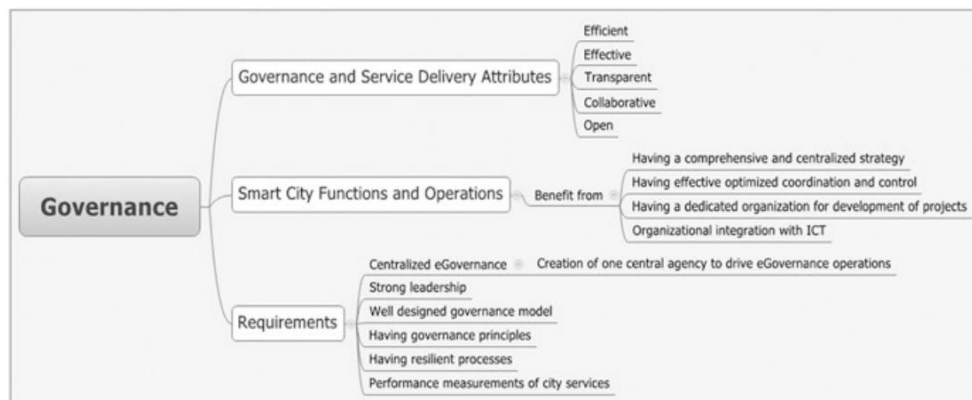 Governance
Governance and Service Delivery Attributes
Efficient
Effective
Transparent
Collaborative
Open
Smart City Functions and Operations
Benefit from
Having a comprehensive and centralized strategy
Having effective optimized coordination and control
Having a dedicated organization for development of projects
Organizational integration with ICT
Requirements
Centralized eGovernance
Creation of one central agency to drive eGovernance operations
Strong leadership
Well designed governance model
Having governance principles
Having resilient processes
Performance measurements of city services